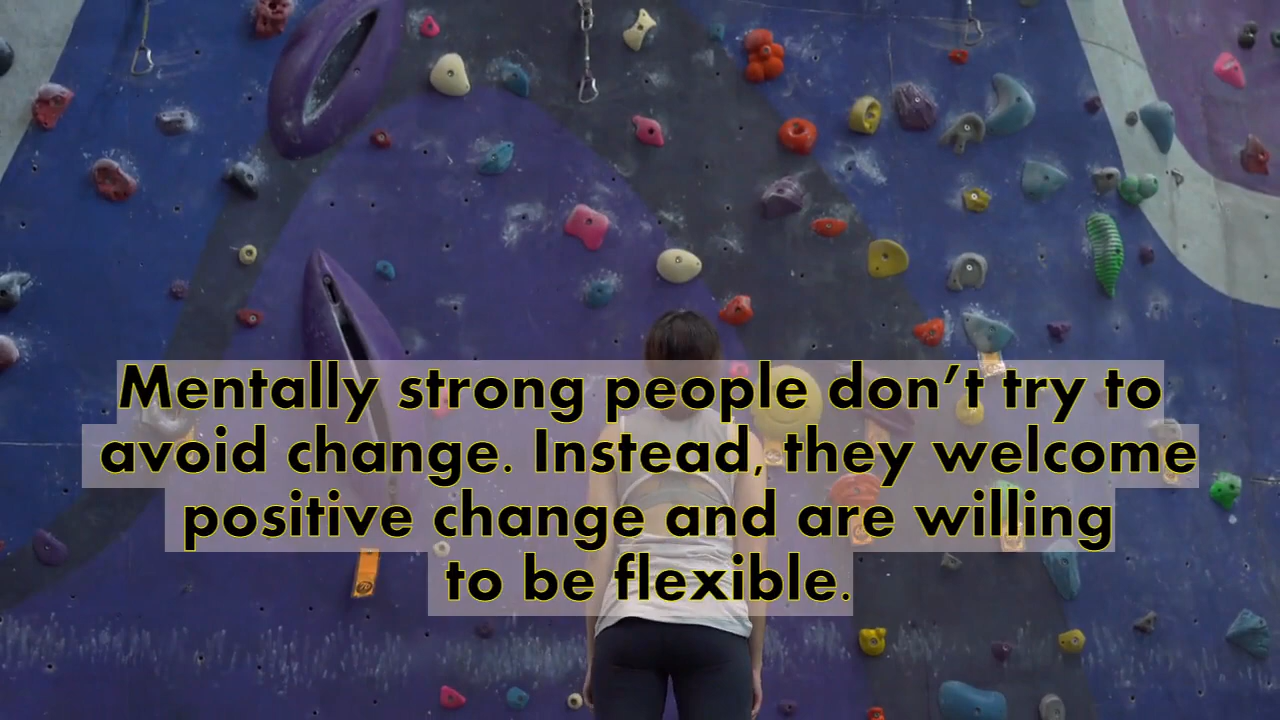 Mentally strong people don’t try to
avoid change. Instead, they welcome
positive change and are willing
to be flexible.